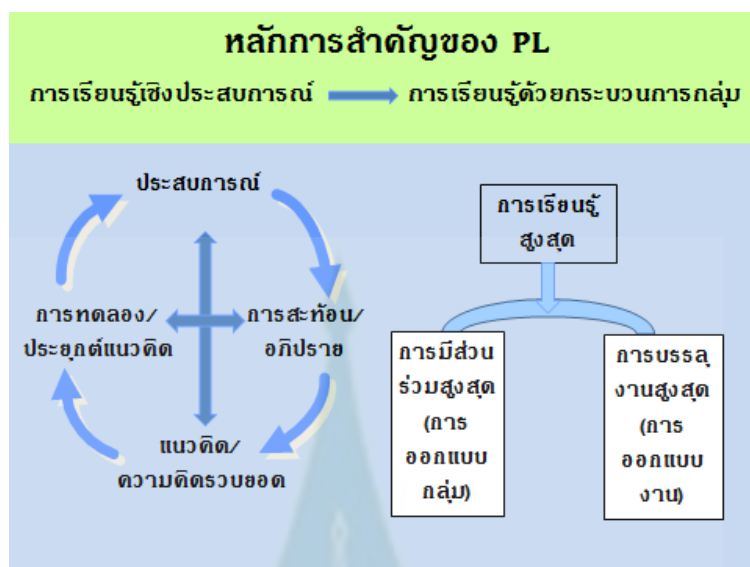 หลักการสำคัญของ PL
การเรียนรู้เชิงประสบการณ์
การเรียนรู้ด้วยกระบวนการกลุ่ม
ประสบการณ์
การสะท้อน/
อภิปราย
แนวคิด/
ความคิดรวบยอด
การทดลอง/
ประยุกต์แนวคิด
การเรียนรู้
สูงสุด
การมีส่วน
ร่วมสูงสุด
(การ
ออกแบบ
กลุ่ม)
การบรรลุ
งานสูงสุด
(การ
ออกแบบ
งาน)